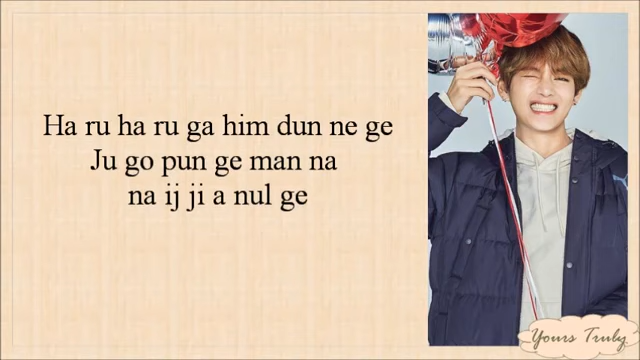 Ha ru ha ru ga him dun ne ge
Ju go pun ge man na
na ij ji a nul ge
Yours Truly